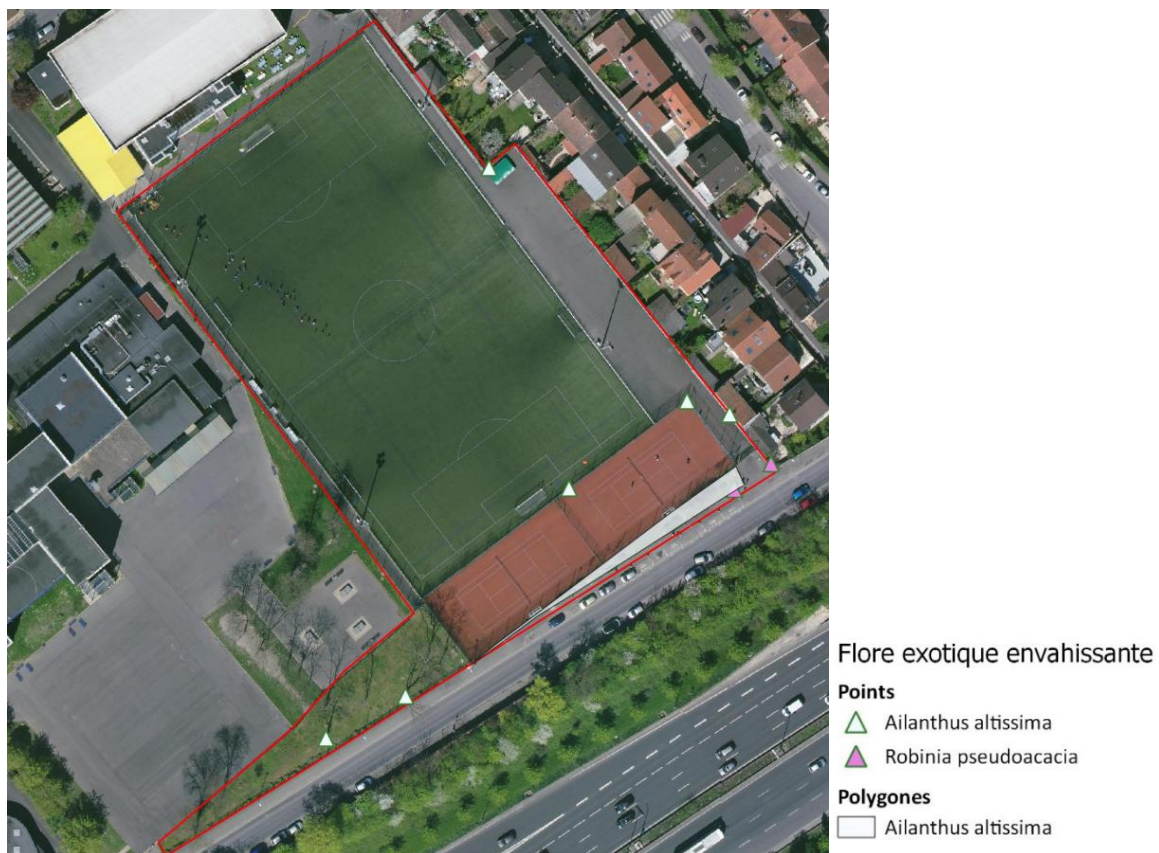 Flore exotique envahissante
Points
Ailanthus altissima
Robinia pseudoacacia
Polygones
Ailanthus altissima